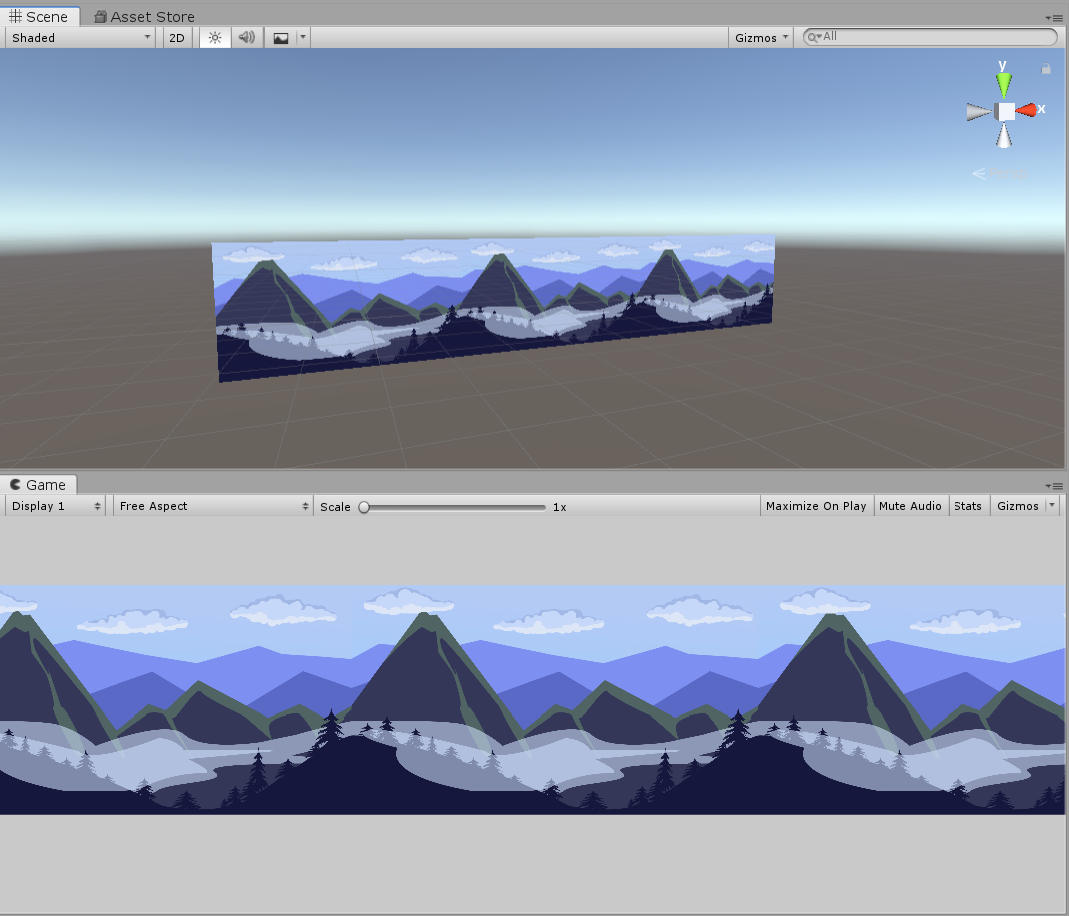 Scene Asset Store
Shaded 2D Gizmos All
y
x
Game
Display 1 Free Aspect Scale 1x Maximize On Play Mute Audio Stats Gizmos